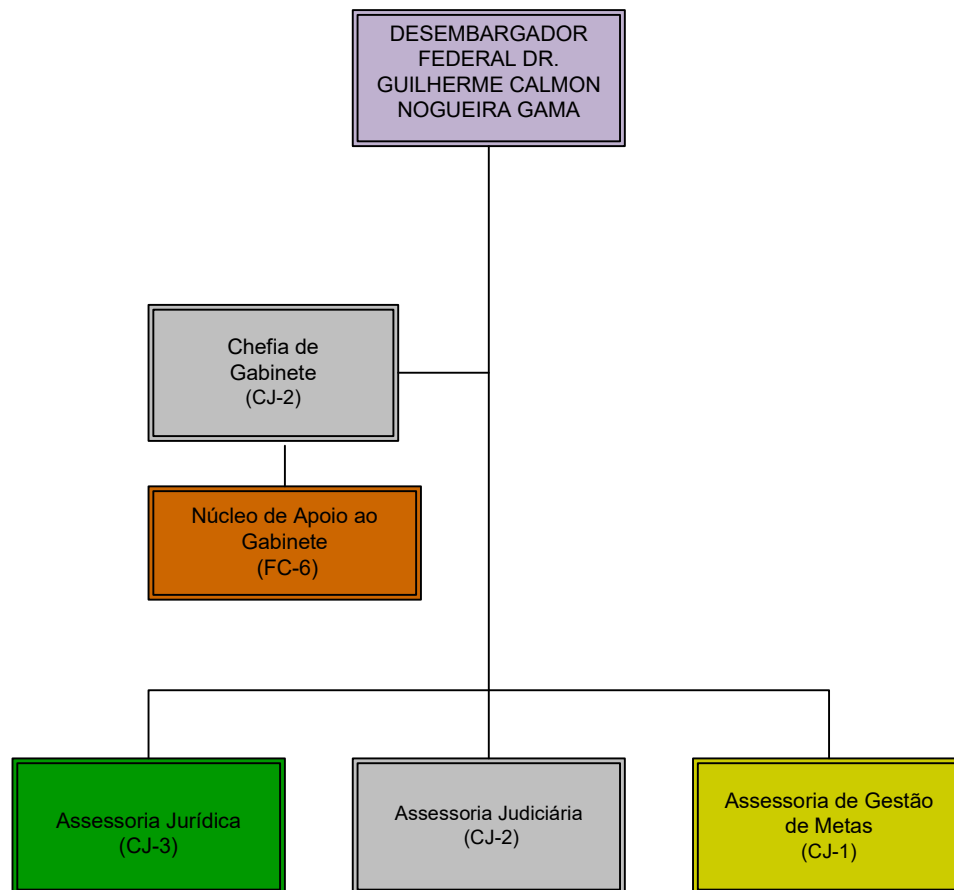 DESEMBARGADOR
FEDERAL DR.
GUILHERME CALMON
NOGUEIRA GAMA
Chefia de
Gabinete
(CJ-2)
Núcleo de Apoio ao
Gabinete
(FC-6)
Assessoria Jurídica
(CJ-3)
Assessoria Judiciária
(CJ-2)
Assessoria de Gestão
de Metas
(CJ-1)